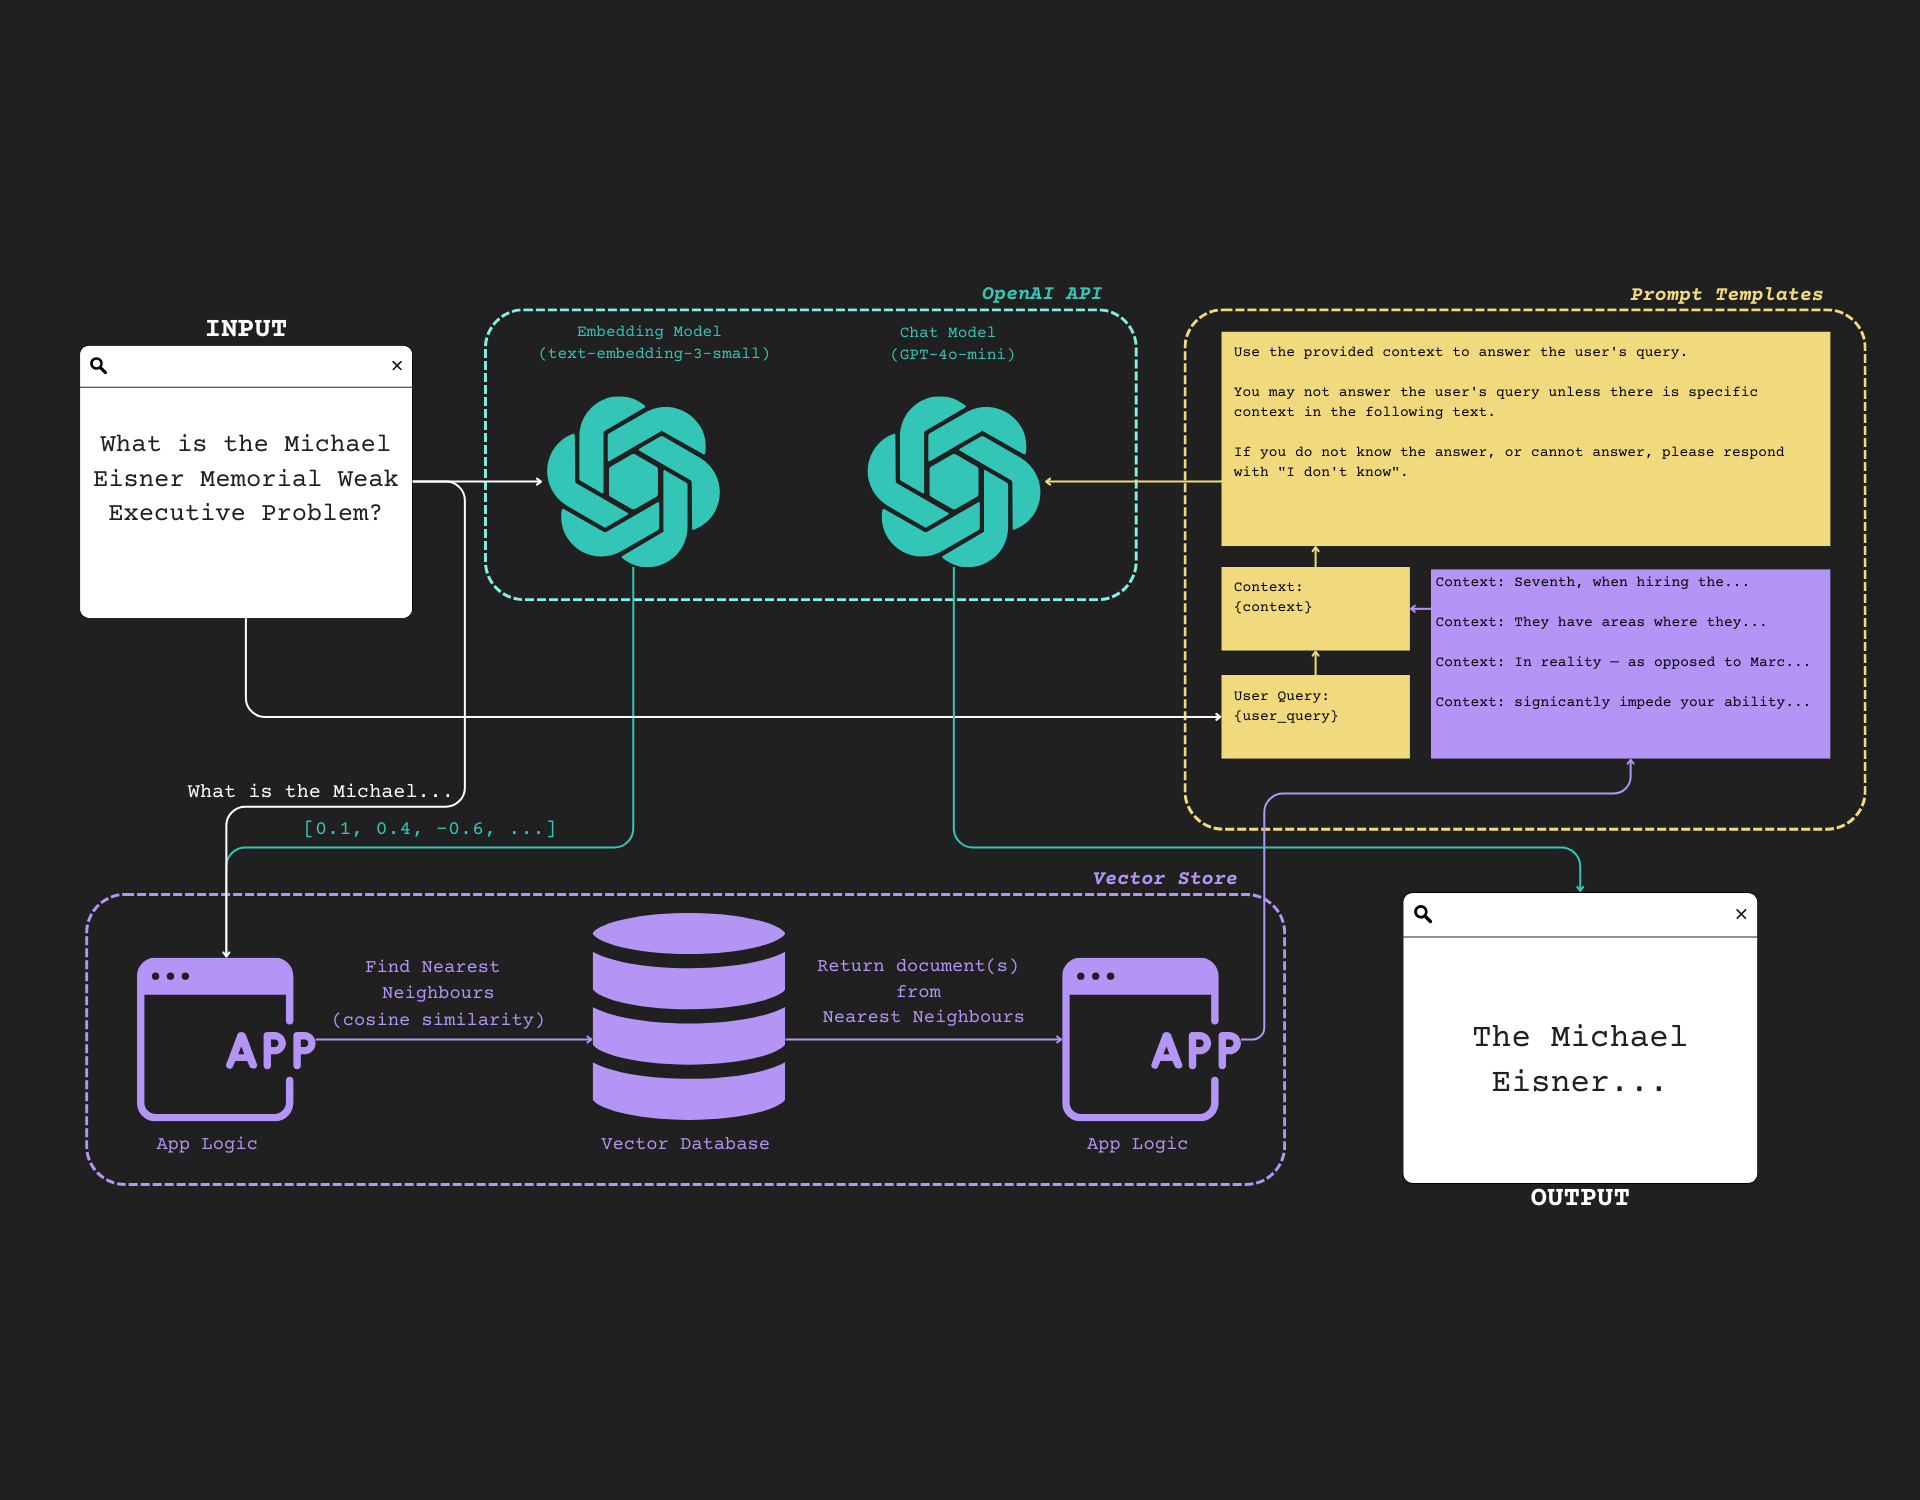 INPUT
What is the Michael
Eisner Memorial Weak
Executive Problem?
OpenAI API
Embedding Model
(text-embedding-3-small)
Chat Model
(GPT-4o-mini)
Prompt Templates
Use the provided context to answer the user's query.
You may not answer the user's query unless there is specific
context in the following text.
If you do not know the answer, or cannot answer, please respond
with "I don't know".
Context:
{context}
User Query:
{user_query}
Context: Seventh, when hiring the...
Context: They have areas where they...
Context: In reality — as opposed to Marc...
Context: signicantly impede your ability...
What is the Michael...
[0.1, 0.4, -0.6, ...]
Vector Store
APP
App Logic
Find Nearest
Neighbours
(cosine similarity)
Vector Database
Return document(s)
from
Nearest Neighbours
APP
App Logic
The Michael
Eisner...
OUTPUT